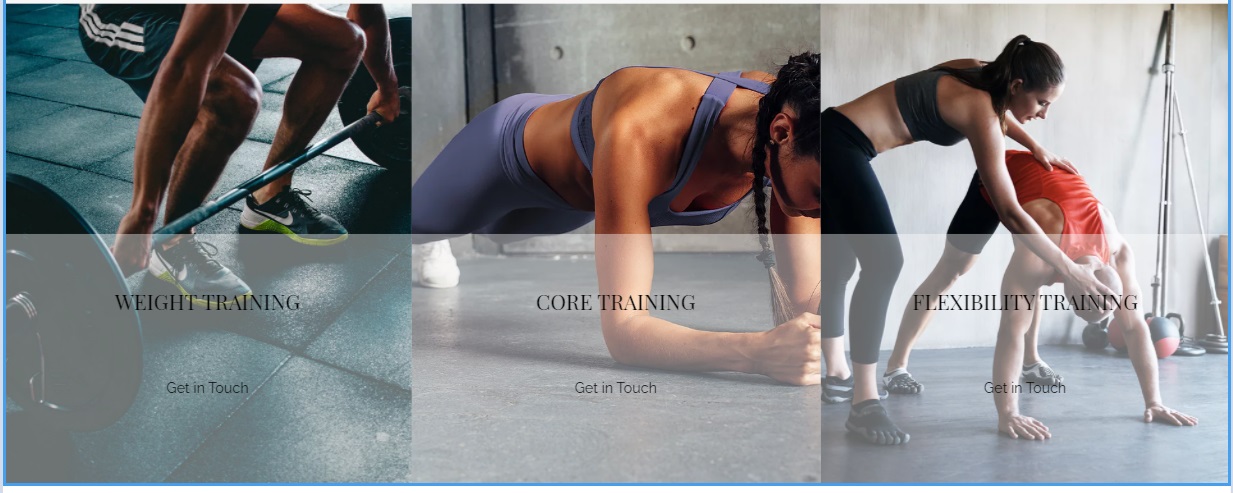 WEIGHT TRAINING
Get in Touch
CORE TRAINING
Get in Touch
FLEXIBILITY TRAINING
Get in Touch